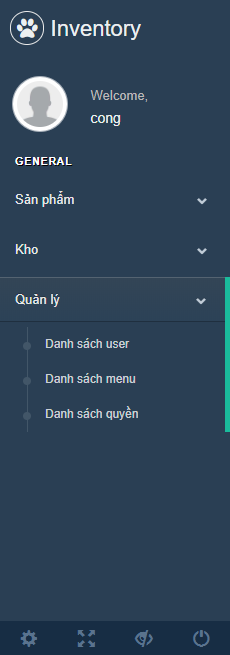 Inventory
Welcome,
cong
GENERAL
Sản phẩm
Kho
Quản lý
Danh sách user
Danh sách menu
Danh sách quyền